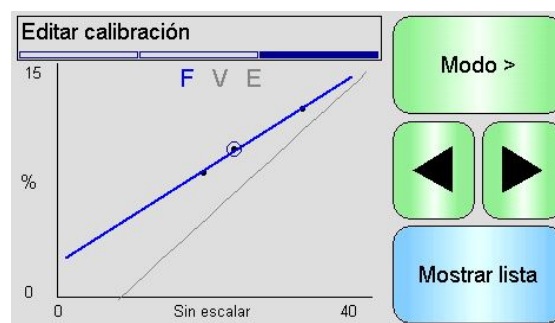 Editar calibración
15
F V E
%
0
0
Sin escalar
40
Modo >
Mostrar lista